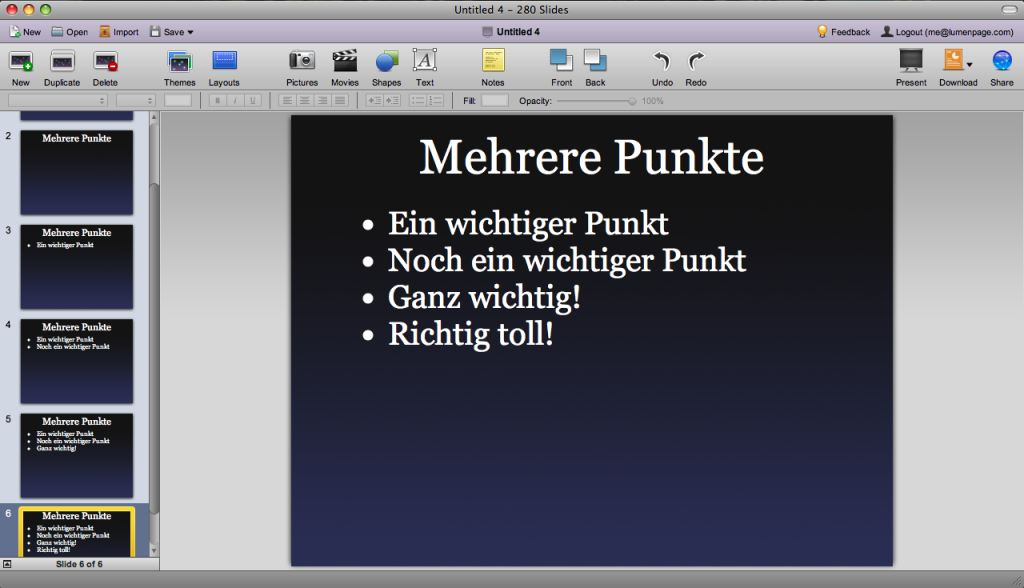 Untitled 4 – 280 Slides
New Open Import Save Untitled 4 Feedback Logout (me@lumenpage.com)
New Duplicate Delete Themes Layouts Pictures Movies Shapes Text Notes Front Back Undo Redo Present Download Share
B I U Fill: Opacity: 100%
2
Mehrere Punkte
3
Mehrere Punkte
• Ein wichtiger Punkt
4
Mehrere Punkte
• Ein wichtiger Punkt
• Noch ein wichtiger Punkt
5
Mehrere Punkte
• Ein wichtiger Punkt
• Noch ein wichtiger Punkt
• Ganz wichtig!
6
Mehrere Punkte
• Ein wichtiger Punkt
• Noch ein wichtiger Punkt
• Ganz wichtig!
• Richtig toll!
Slide 6 of 6
Mehrere Punkte
• Ein wichtiger Punkt
• Noch ein wichtiger Punkt
• Ganz wichtig!
• Richtig toll!